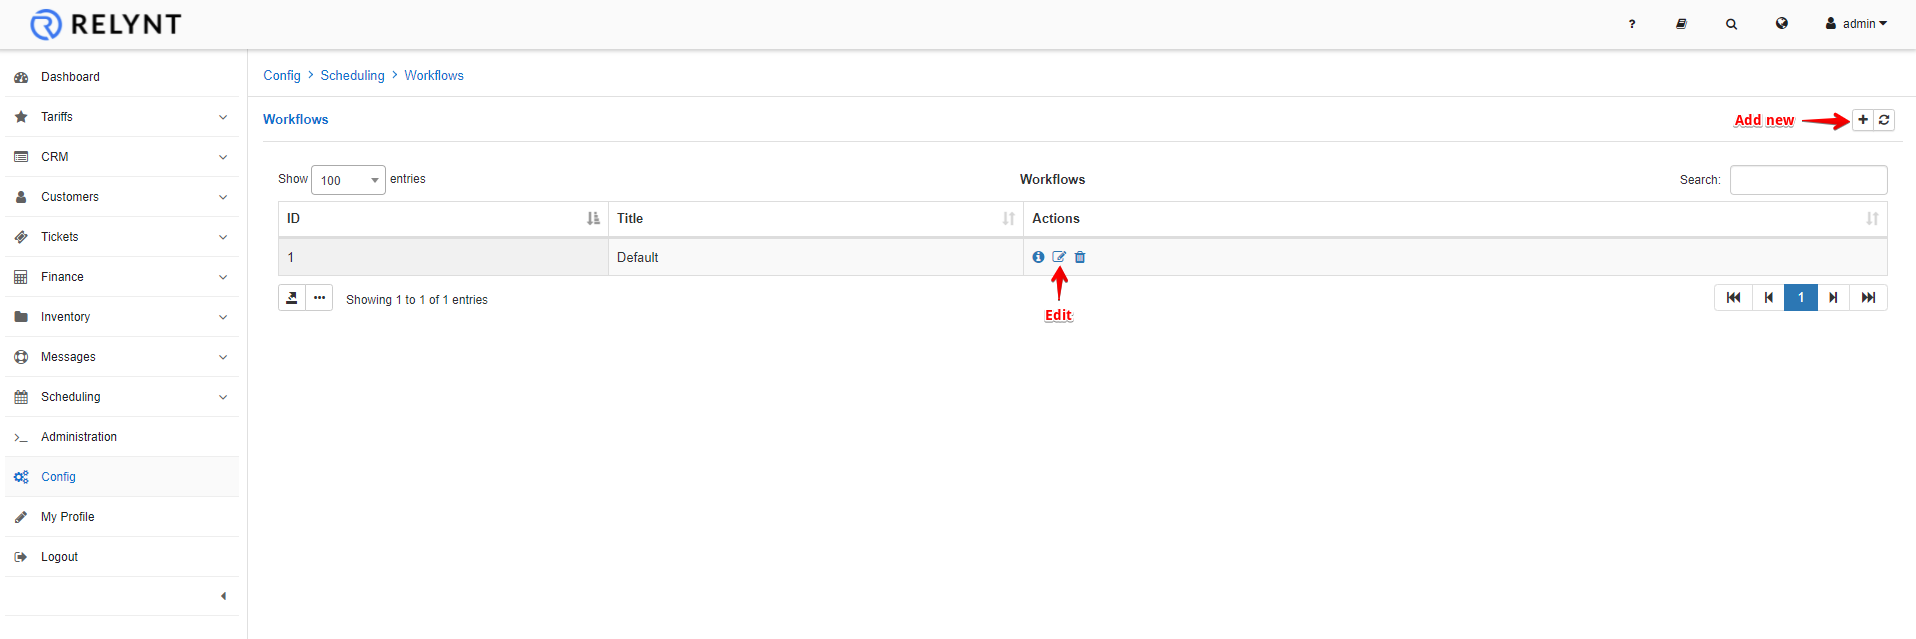 RELYNT
? admin
Dashboard
Tariffs
CRM
Customers
Tickets
Finance
Inventory
Messages
Scheduling
Administration
Config
My Profile
Logout
Config > Scheduling > Workflows
Workflows
Add new
Show 100 entries
Workflows
Search:
ID Title Actions
1 Default
Edit
Showing 1 to 1 of 1 entries
1